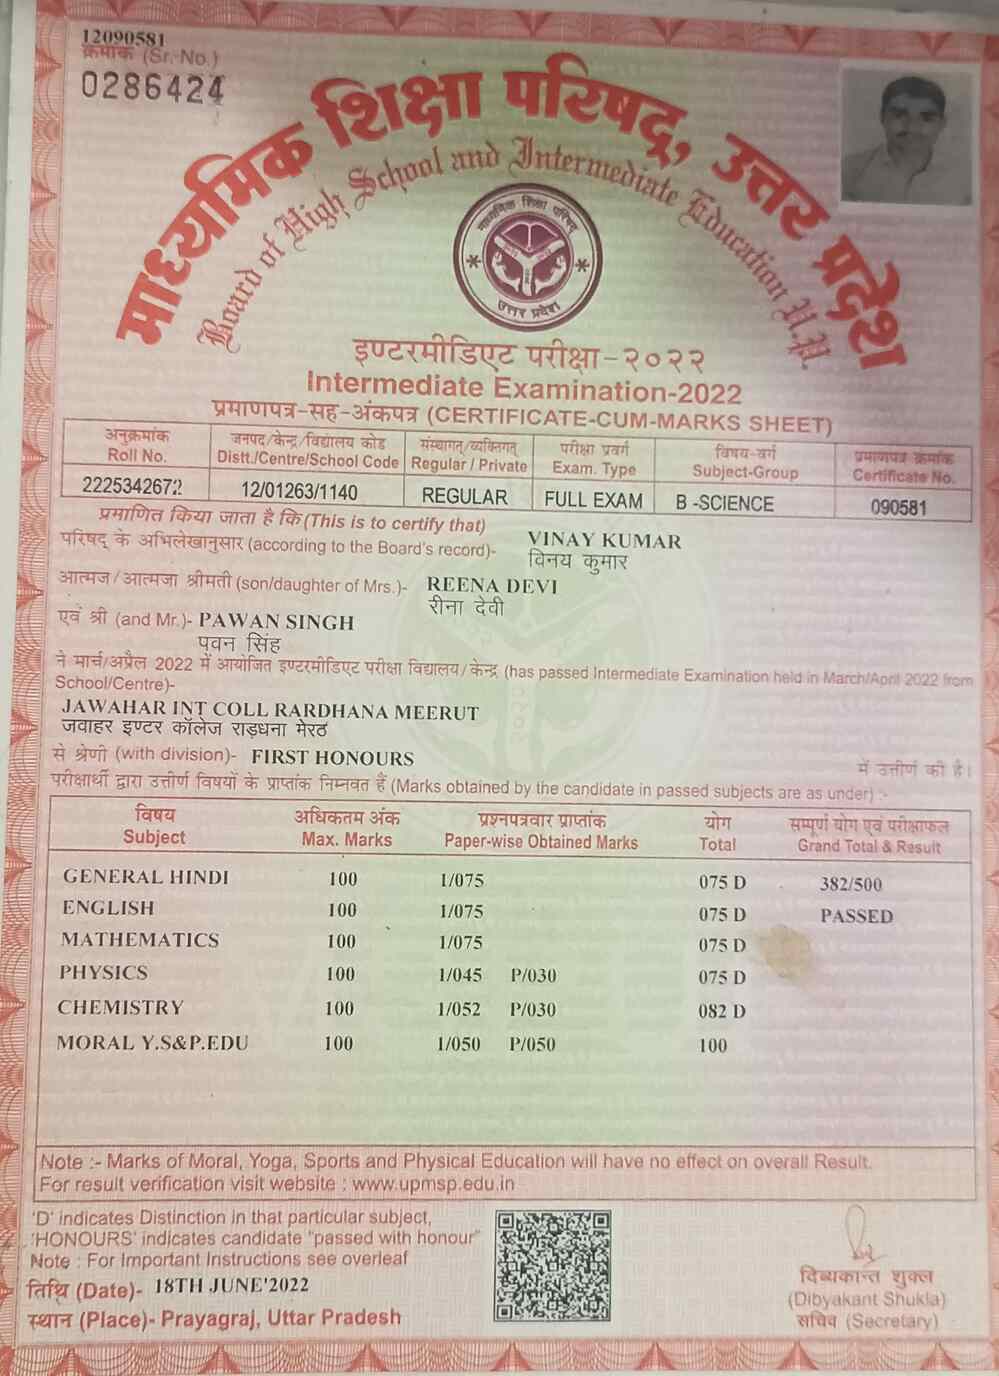 12090581
क्रमांक (Sr.-No.)
0286424
माध्यमिक शिक्षा परिषद्, उत्तर प्रदेश
Board of High School and Intermediate Education U.P.
माध्यमिक शिक्षा परिषद
उत्तर प्रदेश
इण्टरमीडिएट परीक्षा-२०२२
Intermediate Examination-2022
प्रमाणपत्र-सह-अंकपत्र (CERTIFICATE-CUM-MARKS SHEET)
अनुक्रमांक जनपद/केन्द्र/विद्यालय कोड संस्थागत/व्यक्तिगत परीक्षा प्रवर्ग विषय-वर्ग प्रमाणपत्र क्रमांक
Roll No. Distt./Centre/School Code Regular / Private Exam. Type Subject-Group Certificate No.
2225342672 12/01263/1140 REGULAR FULL EXAM B -SCIENCE 090581
प्रमाणित किया जाता है कि (This is to certify that)
परिषद् के अभिलेखानुसार (according to the Board's record)- VINAY KUMAR
विनय कुमार
आत्मज/आत्मजा श्रीमती (son/daughter of Mrs.)- REENA DEVI
रीना देवी
एवं श्री (and Mr.)- PAWAN SINGH
पवन सिंह
ने मार्च/अप्रैल 2022 में आयोजित इण्टरमीडिएट परीक्षा विद्यालय/केन्द्र (has passed Intermediate Examination held in March/April 2022 from
School/Centre)-
JAWAHAR INT COLL RARDHANA MEERUT
जवाहर इण्टर कॉलेज राड़धना मेरठ
से श्रेणी (with division)- FIRST HONOURS में उत्तीर्ण की है।
परीक्षार्थी द्वारा उत्तीर्ण विषयों के प्राप्तांक निम्नवत हैं (Marks obtained by the candidate in passed subjects are as under) :-
विषय अधिकतम अंक प्रश्नपत्रवार प्राप्तांक योग सम्पूर्ण योग एवं परीक्षाफल
Subject Max. Marks Paper-wise Obtained Marks Total Grand Total & Result
GENERAL HINDI 100 1/075 075 D 382/500
ENGLISH 100 1/075 075 D PASSED
MATHEMATICS 100 1/075 075 D
PHYSICS 100 1/045 P/030 075 D
CHEMISTRY 100 1/052 P/030 082 D
MORAL Y.S&P.EDU 100 1/050 P/050 100
Note :- Marks of Moral, Yoga, Sports and Physical Education will have no effect on overall Result.
For result verification visit website : www.upmsp.edu.in
'D' indicates Distinction in that particular subject,
'HONOURS' indicates candidate "passed with honour"
Note : For Important Instructions see overleaf
तिथि (Date)- 18TH JUNE'2022
स्थान (Place)- Prayagraj, Uttar Pradesh
दिब्यकान्त शुक्ल
(Dibyakant Shukla)
सचिव (Secretary)